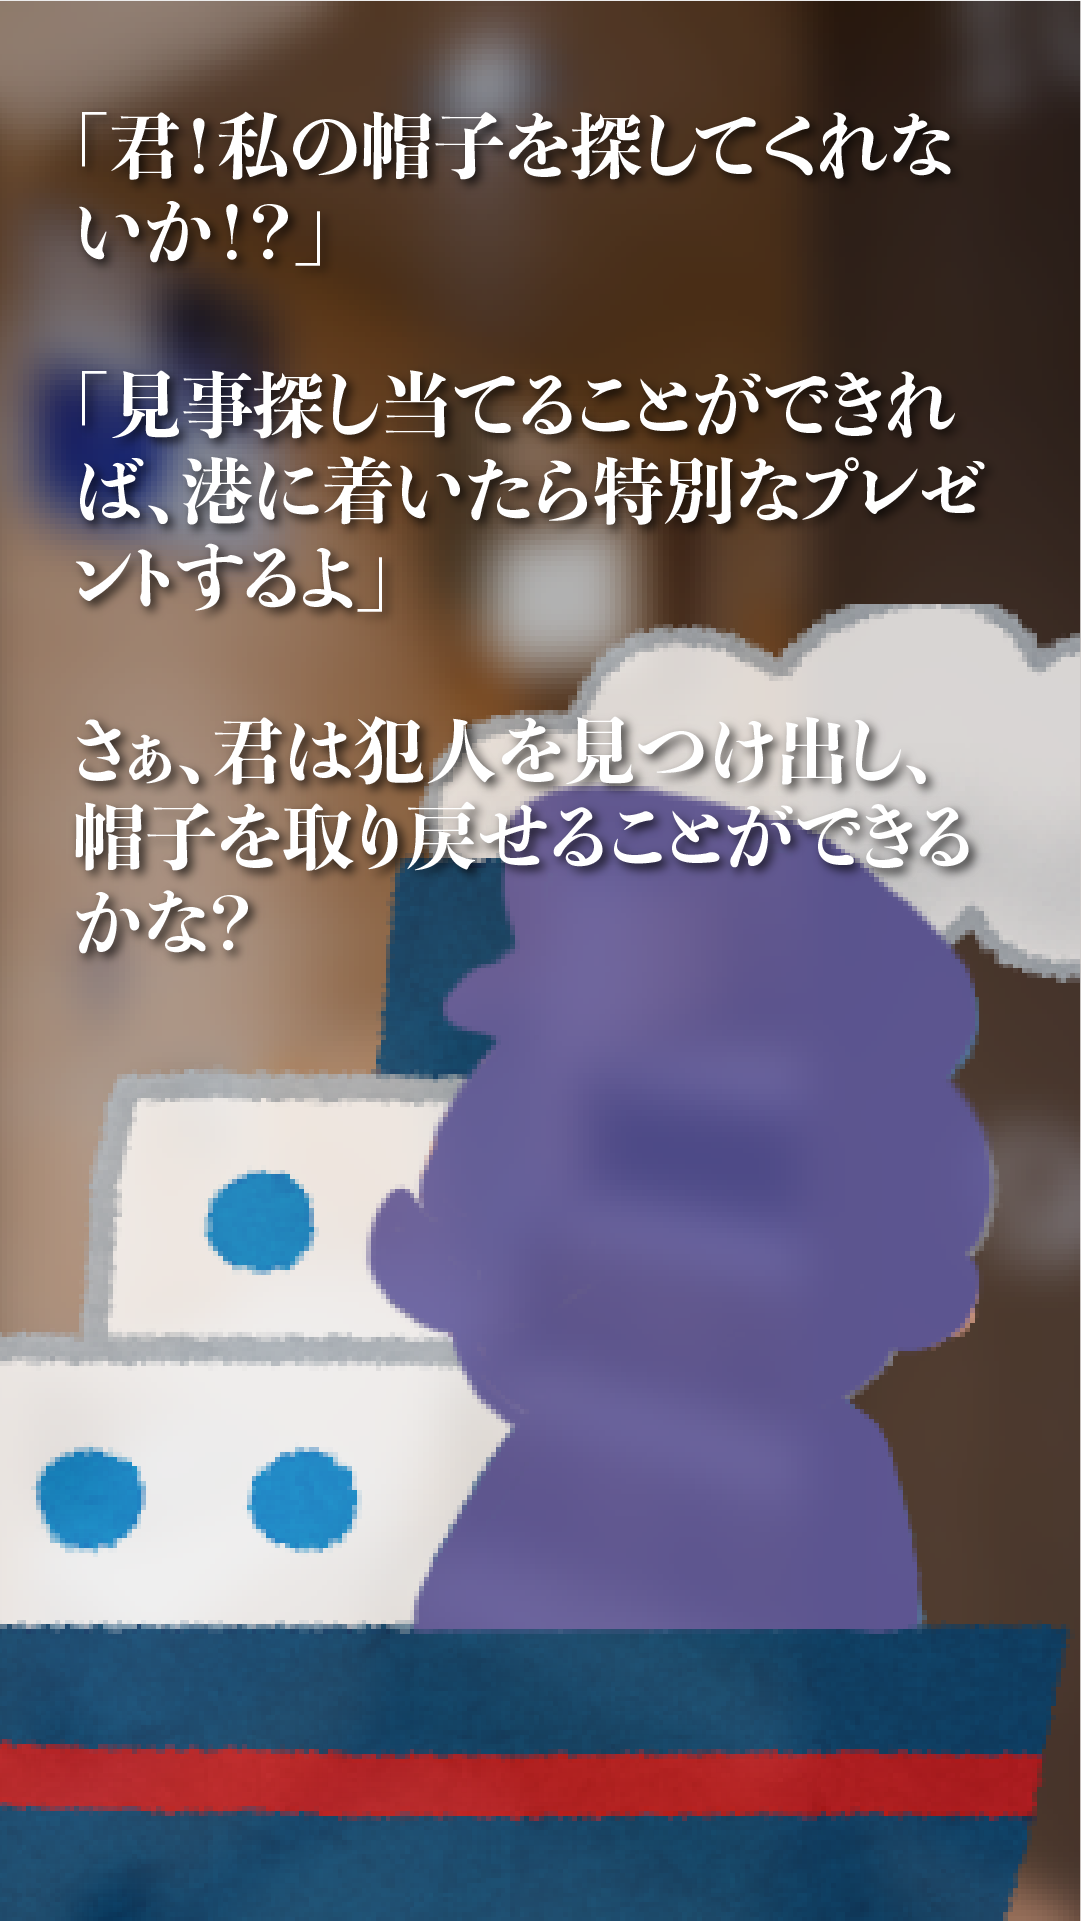 「君！私の帽子を探してくれな
いか！？」
「見事探し当てることができれ
ば、港に着いたら特別なプレゼ
ントするよ」
さぁ、君は犯人を見つけ出し、
帽子を取り戻せることができる
かな？